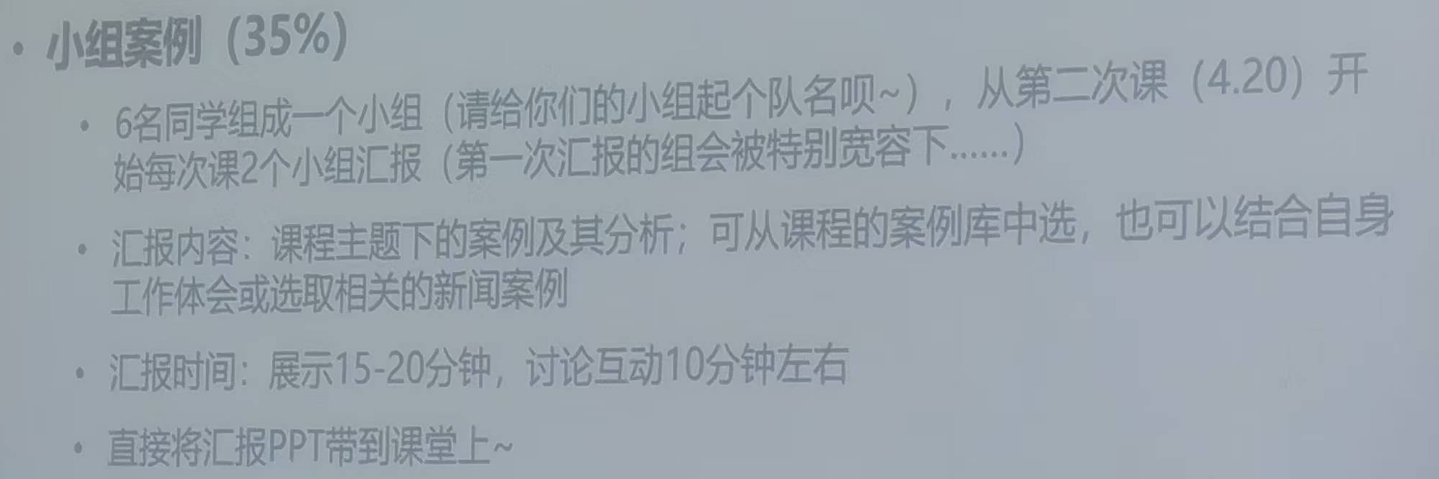 • 小组案例（35%）
• 6名同学组成一个小组（请给你们的小组起个队名呗~），从第二次课（4.20）开
始每次课2个小组汇报（第一次汇报的组会被特别宽容下......）
• 汇报内容：课程主题下的案例及其分析；可从课程的案例库中选，也可以结合自身
工作体会或选取相关的新闻案例
• 汇报时间：展示15-20分钟，讨论互动10分钟左右
• 直接将汇报PPT带到课堂上~